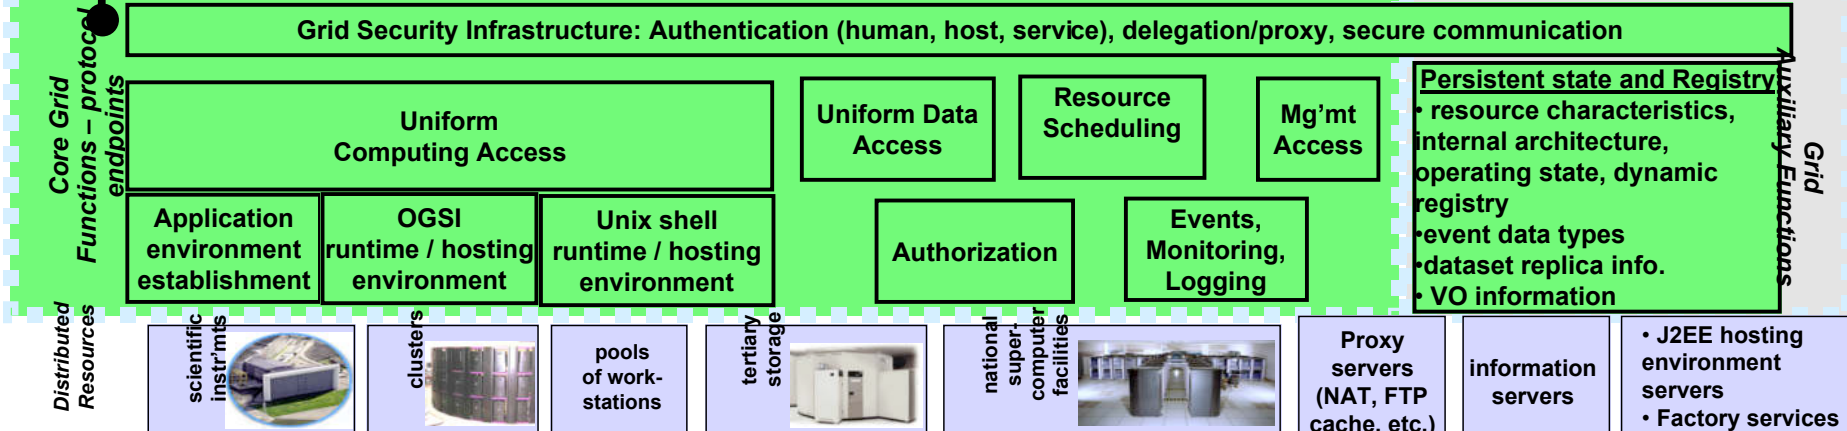 Grid Security Infrastructure: Authentication (human, host, service), delegation/proxy, secure communication
Core Grid
Functions – protocol
endpoints
Uniform
Computing Access
Uniform Data
Access
Resource
Scheduling
Mg'mt
Access
Persistent state and Registry
• resource characteristics,
internal architecture,
operating state, dynamic
registry
•event data types
•dataset replica info.
• VO information
Grid
Auxiliary Functions
Application
environment
establishment
OGSI
runtime / hosting
environment
Unix shell
runtime / hosting
environment
Authorization
Events,
Monitoring,
Logging
Distributed
Resources
scientific
instr'mts
clusters
pools
of work-
stations
tertiary
storage
national
super-
computer
facilities
Proxy
servers
(NAT, FTP
cache, etc.)
information
servers
• J2EE hosting
environment
servers
• Factory services